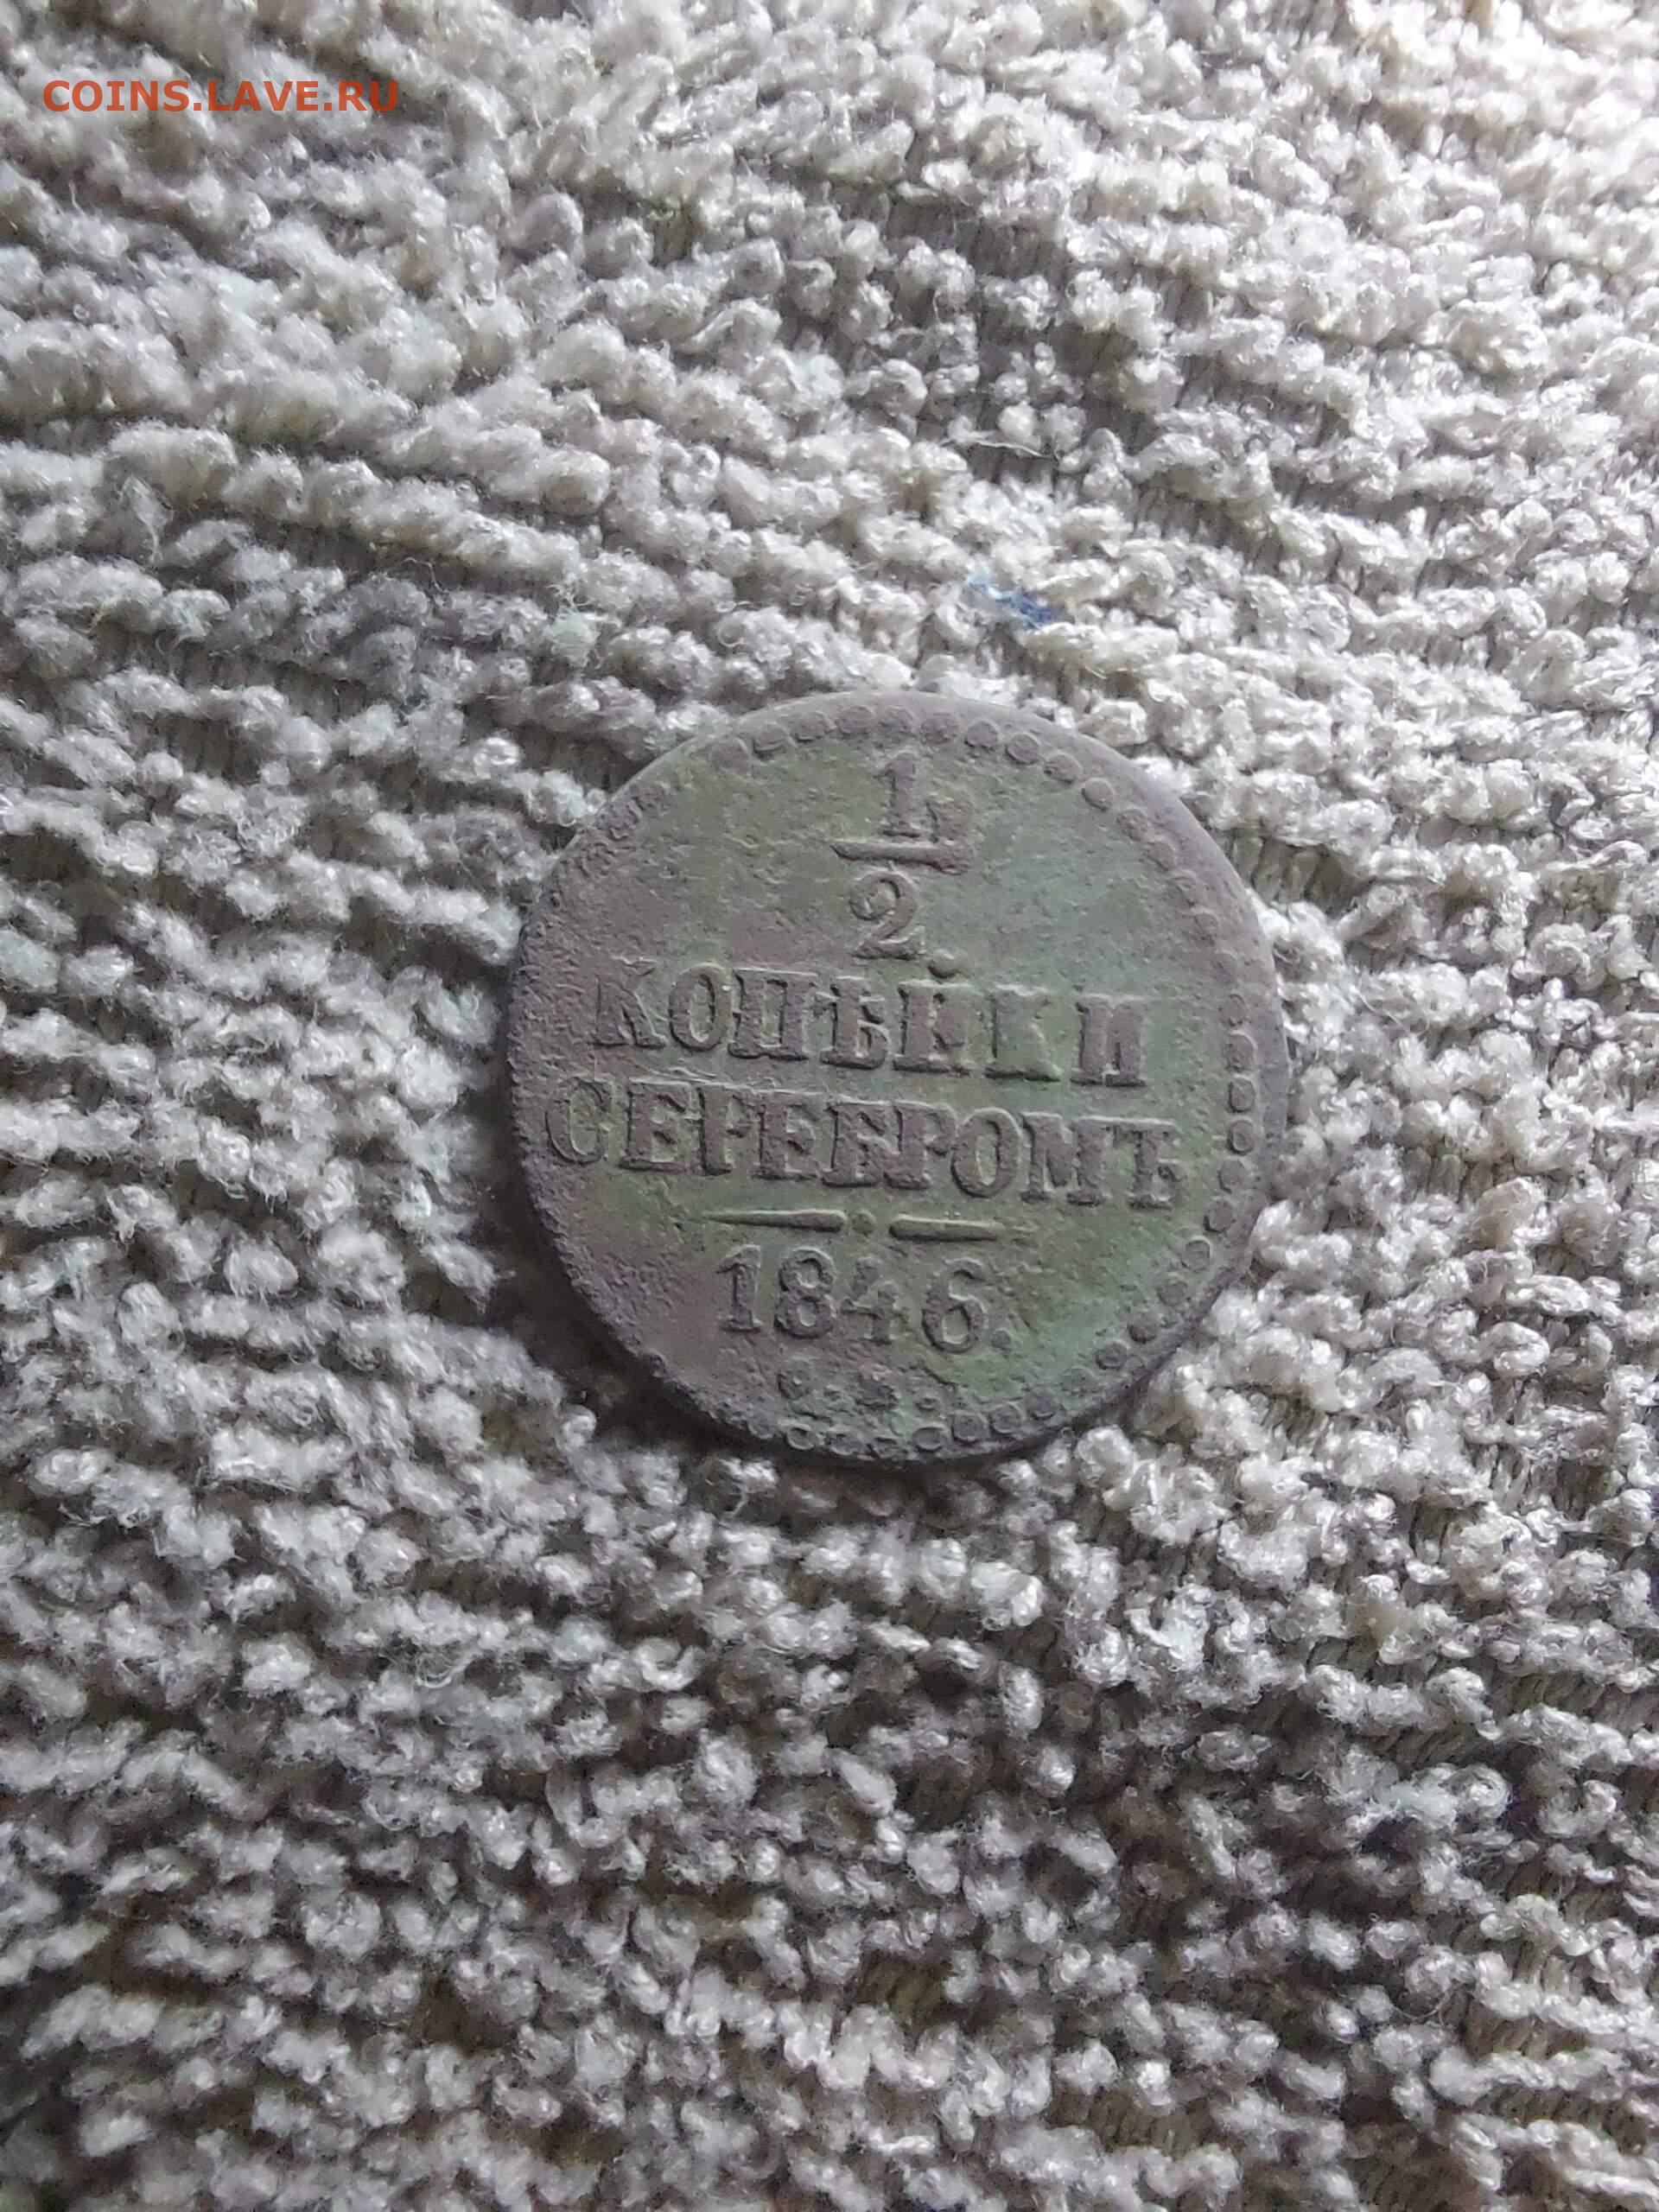 COINS.LAVE.RU
1
2.
КОПѢЙКИ
СЕРЕБРОМЪ
1846.